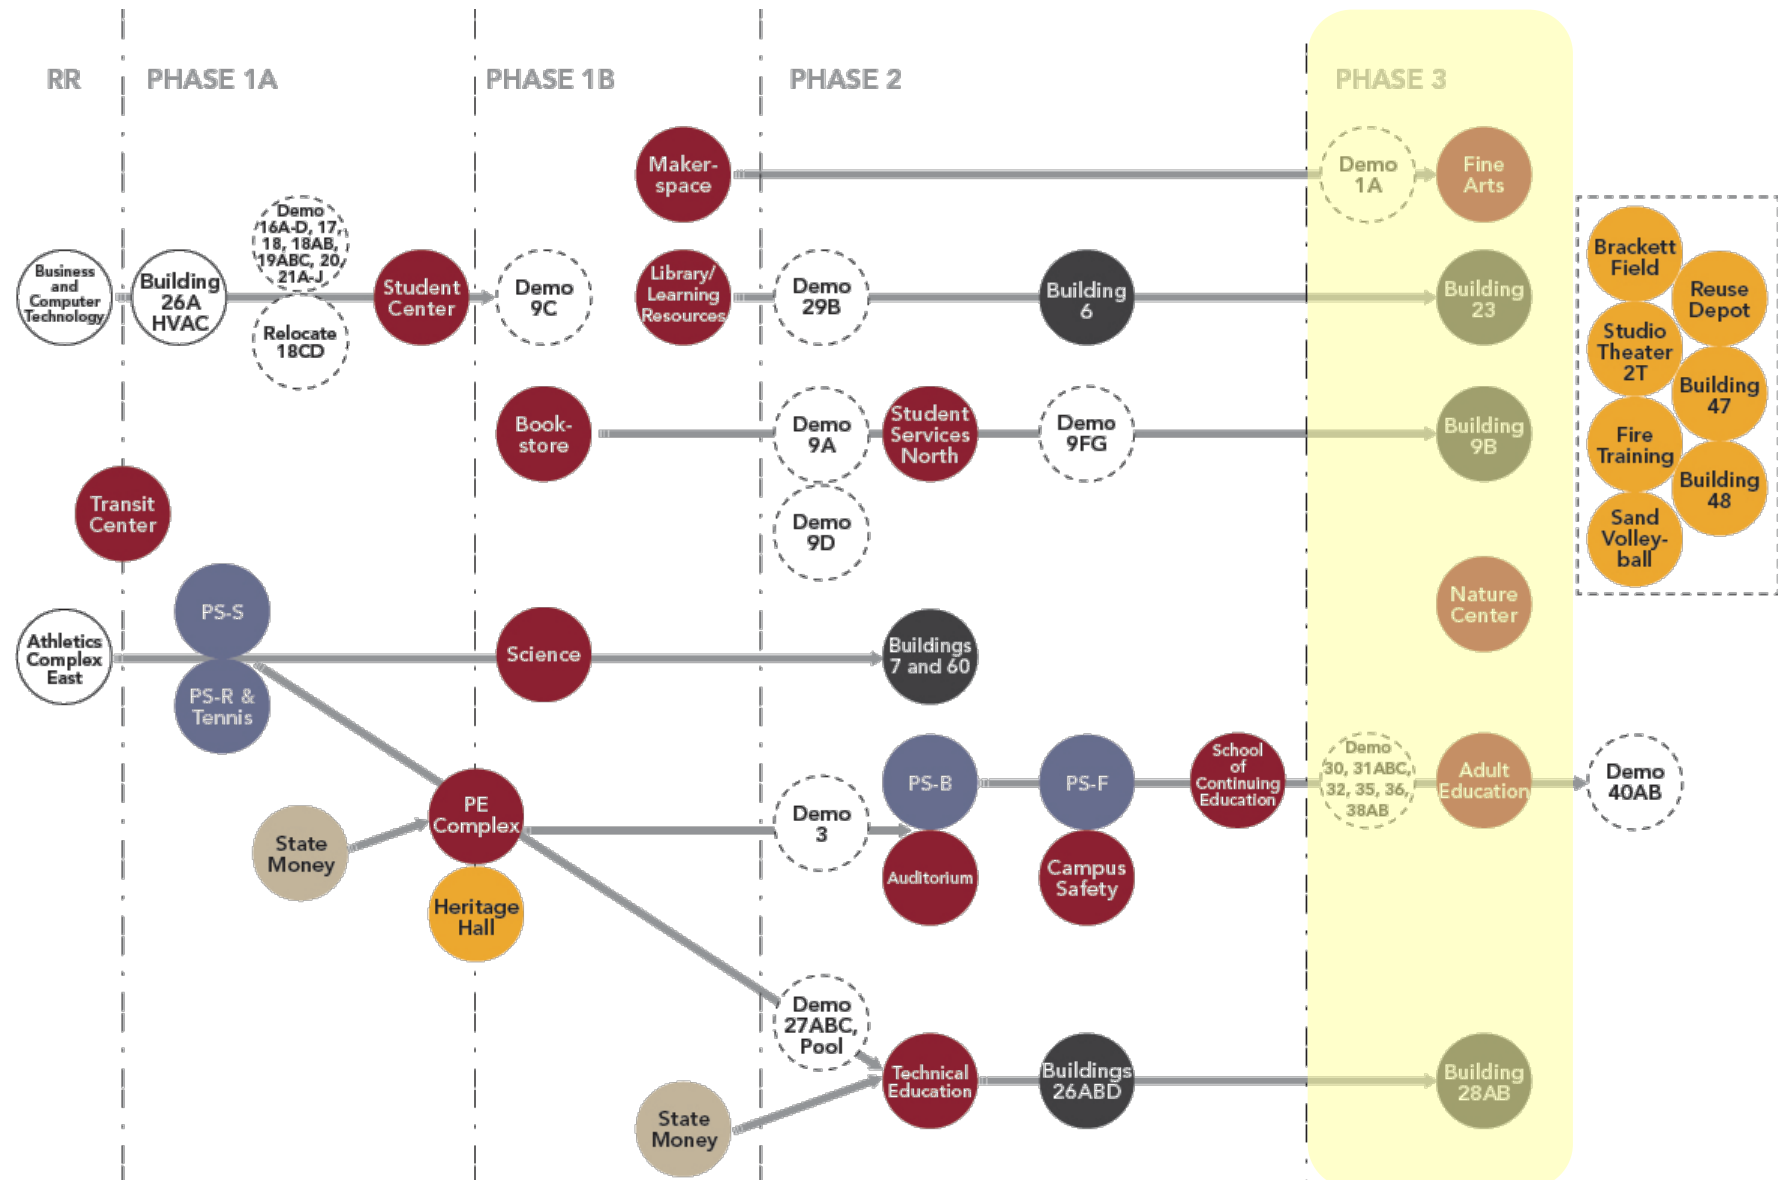 RR
PHASE 1A
PHASE 1B
PHASE 2
PHASE 3
Maker-
space
Demo
1A
Fine
Arts
Business
and
Computer
Technology
Building
26A
HVAC
Demo
16A-D, 17,
18, 18AB,
19ABC, 20,
21A-J
Relocate
18CD
Student
Center
Demo
9C
Library/
Learning
Resources
Demo
29B
Building
6
Building
23
Book-
store
Demo
9A
Student
Services
North
Demo
9FG
Building
9B
Demo
9D
Brackett
Field
Reuse
Depot
Studio
Theater
2T
Building
47
Fire
Training
Building
48
Sand
Volley-
ball
Transit
Center
Nature
Center
Athletics
Complex
East
PS-S
PS-R &
Tennis
Science
Buildings
7 and 60
State
Money
PE
Complex
Heritage
Hall
Demo
3
PS-B
Auditorium
PS-F
Campus
Safety
School
of
Continuing
Education
Demo
30, 31ABC,
32, 35, 36,
38AB
Adult
Education
Demo
40AB
Demo
27ABC,
Pool
State
Money
Technical
Education
Buildings
26ABD
Building
28AB